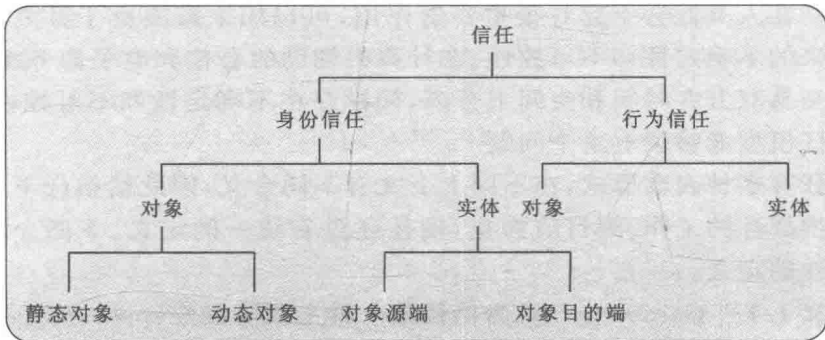 信任
身份信任 行为信任
对象 实体 对象 实体
静态对象 动态对象 对象源端 对象目的端